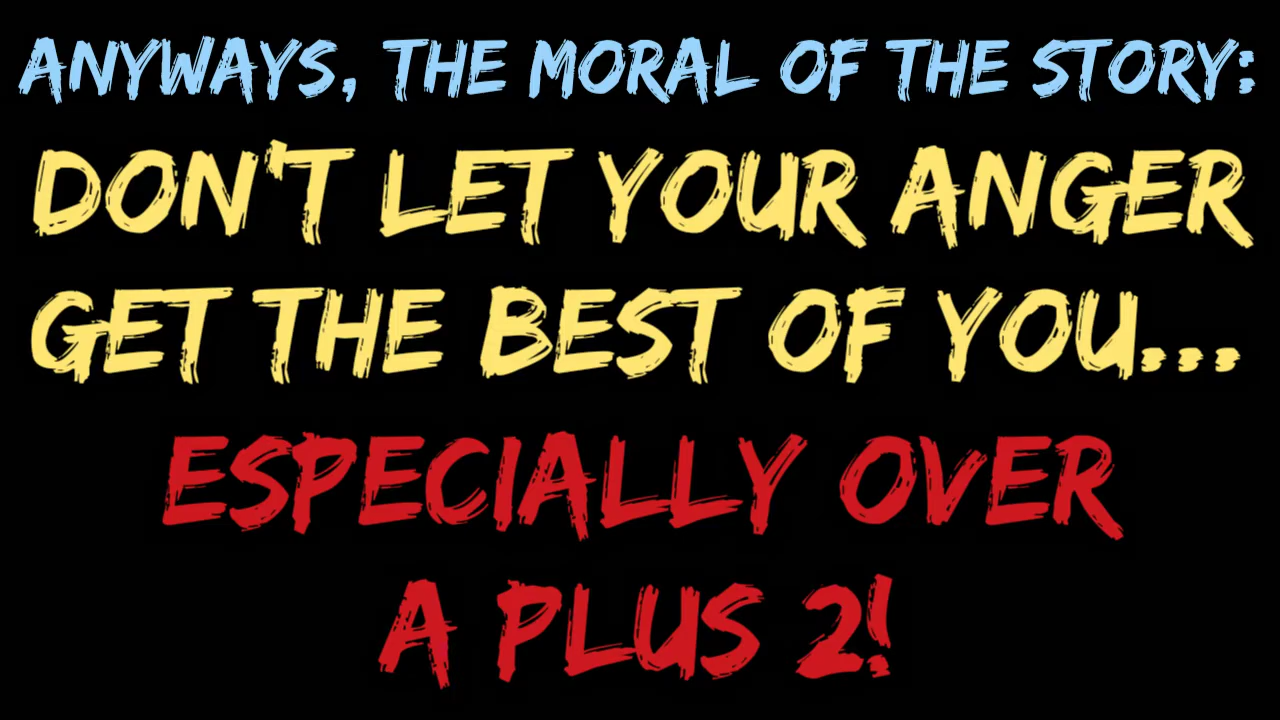 ANYWAYS, THE MORAL OF THE STORY:
DON'T LET YOUR ANGER
GET THE BEST OF YOU...
ESPECIALLY OVER
A PLUS 2!